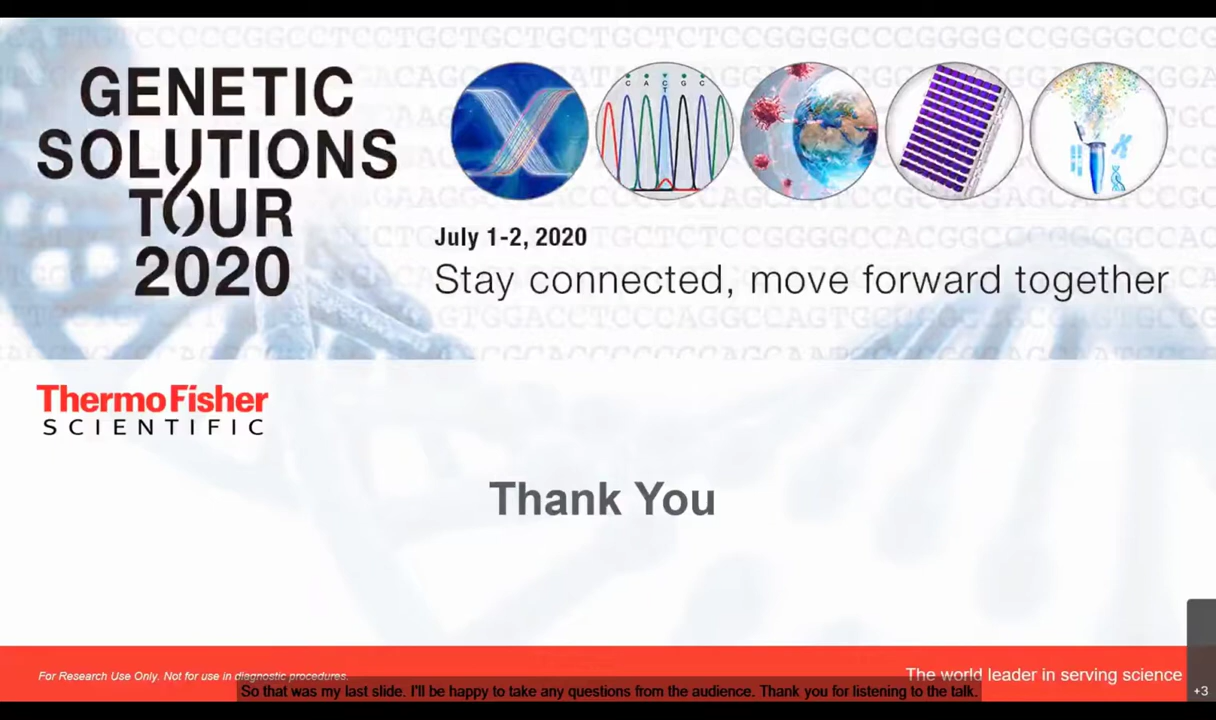 GENETIC
SOLUTIONS
TOUR
2020
C A C G C
T
July 1-2, 2020
Stay connected, move forward together
ThermoFisher
SCIENTIFIC
Thank You
For Research Use Only. Not for use in diagnostic procedures.
The world leader in serving science
So that was my last slide. I'll be happy to take any questions from the audience. Thank you for listening to the talk.
+3